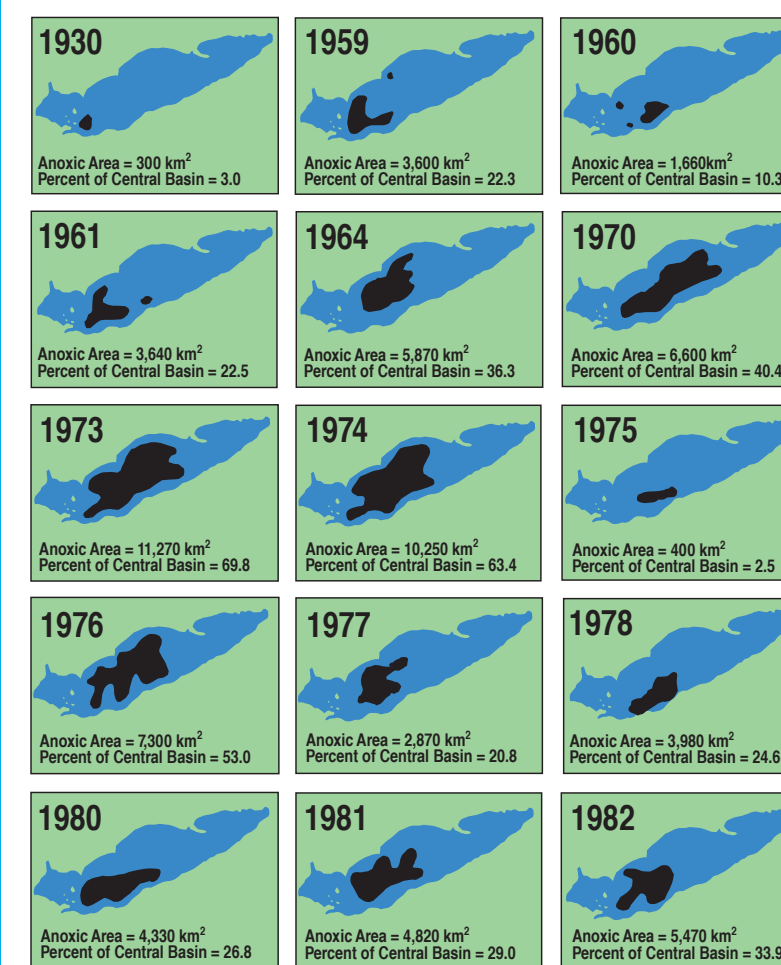 1930
Anoxic Area = 300 km²
Percent of Central Basin = 3.0
1959
Anoxic Area = 3,600 km²
Percent of Central Basin = 22.3
1960
Anoxic Area = 1,660km²
Percent of Central Basin = 10.3
1961
Anoxic Area = 3,640 km²
Percent of Central Basin = 22.5
1964
Anoxic Area = 5,870 km²
Percent of Central Basin = 36.3
1970
Anoxic Area = 6,600 km²
Percent of Central Basin = 40.4
1973
Anoxic Area = 11,270 km²
Percent of Central Basin = 69.8
1974
Anoxic Area = 10,250 km²
Percent of Central Basin = 63.4
1975
Anoxic Area = 400 km²
Percent of Central Basin = 2.5
1976
Anoxic Area = 7,300 km²
Percent of Central Basin = 53.0
1977
Anoxic Area = 2,870 km²
Percent of Central Basin = 20.8
1978
Anoxic Area = 3,980 km²
Percent of Central Basin = 24.6
1980
Anoxic Area = 4,330 km²
Percent of Central Basin = 26.8
1981
Anoxic Area = 4,820 km²
Percent of Central Basin = 29.0
1982
Anoxic Area = 5,470 km²
Percent of Central Basin = 33.9